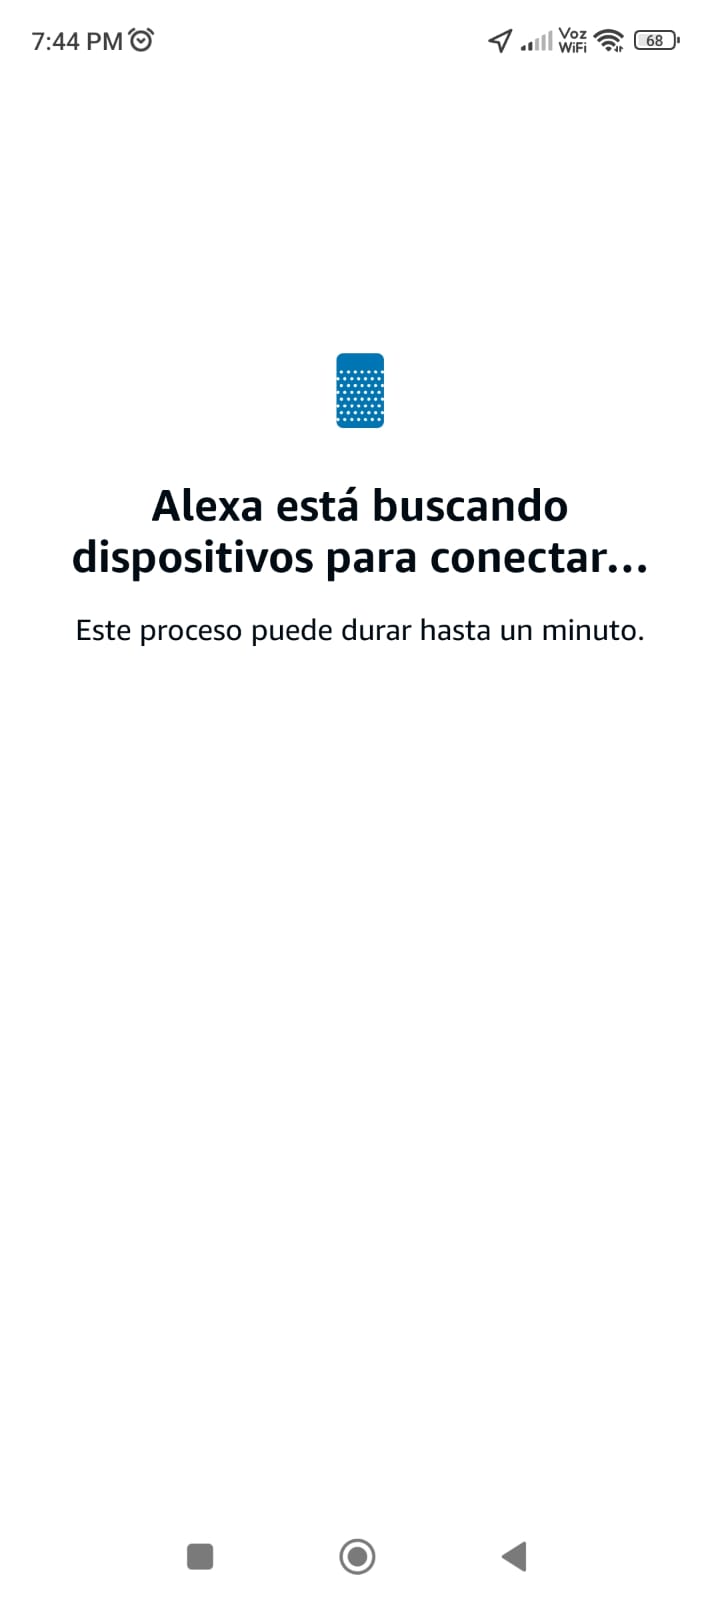 7:44 PM
Voz
WiFi
68
Alexa está buscando
dispositivos para conectar...
Este proceso puede durar hasta un minuto.